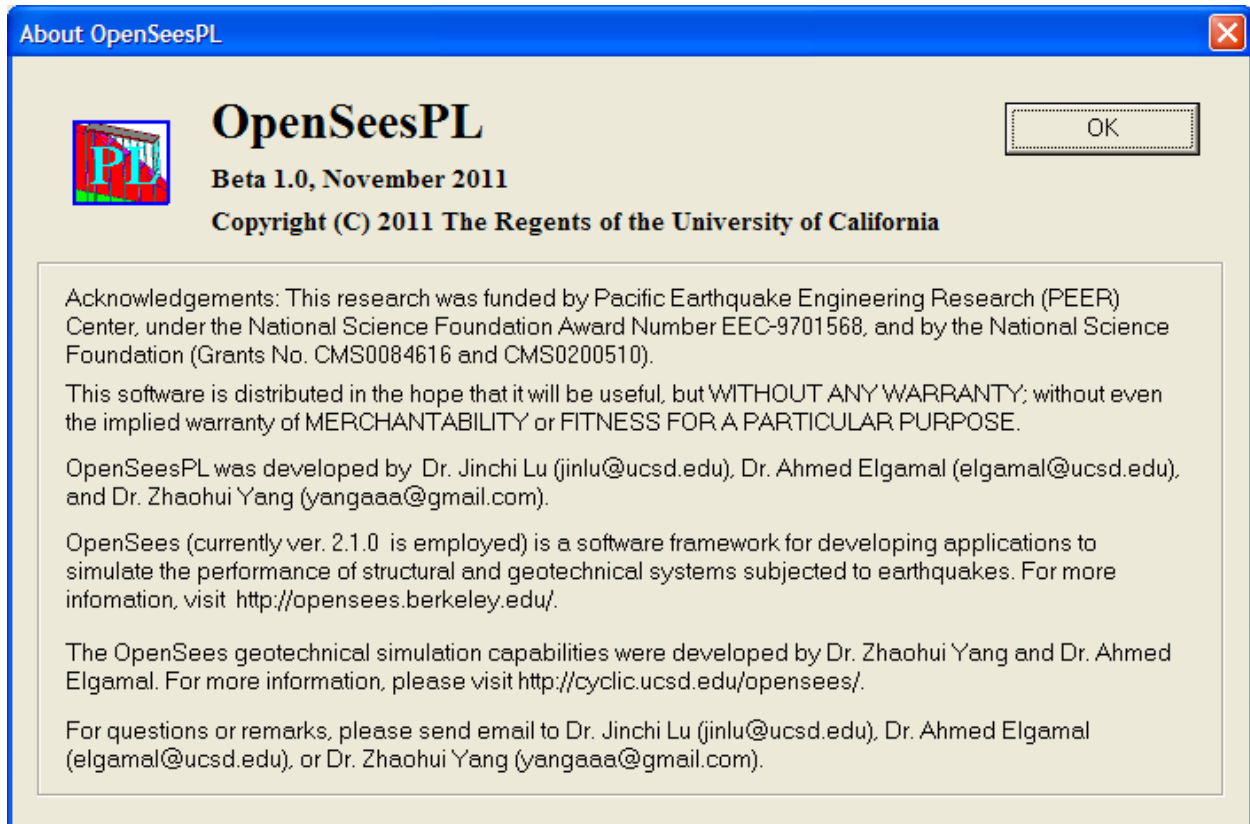 About OpenSeesPL
PL
OpenSeesPL
OK
Beta 1.0, November 2011
Copyright (C) 2011 The Regents of the University of California
Acknowledgements: This research was funded by Pacific Earthquake Engineering Research (PEER)
Center, under the National Science Foundation Award Number EEC-9701568, and by the National Science
Foundation (Grants No. CMS0084616 and CMS0200510).
This software is distributed in the hope that it will be useful, but WITHOUT ANY WARRANTY; without even
the implied warranty of MERCHANTABILITY or FITNESS FOR A PARTICULAR PURPOSE.
OpenSeesPL was developed by Dr. Jinchi Lu (jinlu@ucsd.edu), Dr. Ahmed Elgamal (elgamal@ucsd.edu),
and Dr. Zhaohui Yang (yangaaa@gmail.com).
OpenSees (currently ver. 2.1.0 is employed) is a software framework for developing applications to
simulate the performance of structural and geotechnical systems subjected to earthquakes. For more
infomation, visit http://opensees.berkeley.edu/.
The OpenSees geotechnical simulation capabilities were developed by Dr. Zhaohui Yang and Dr. Ahmed
Elgamal. For more information, please visit http://cyclic.ucsd.edu/opensees/.
For questions or remarks, please send email to Dr. Jinchi Lu (jinlu@ucsd.edu), Dr. Ahmed Elgamal
(elgamal@ucsd.edu), or Dr. Zhaohui Yang (yangaaa@gmail.com).